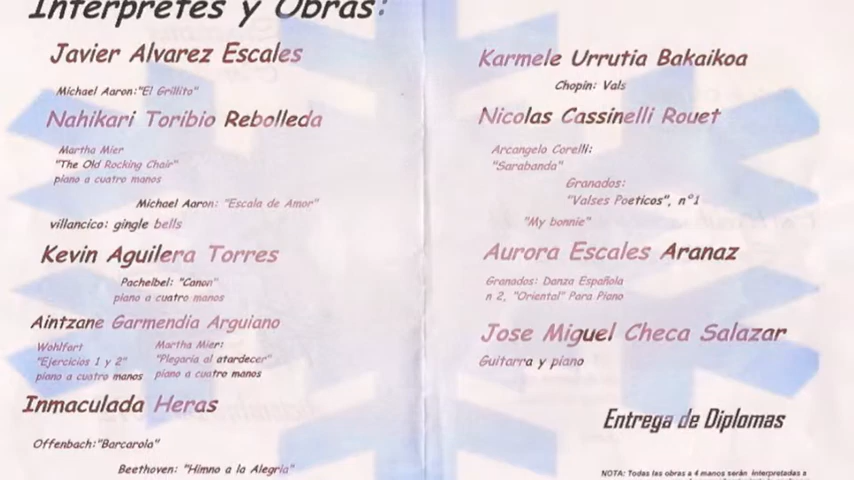 Interpretes y Obras:
Javier Alvarez Escales
Michael Aaron:"El Grillito"
Nahikari Toribio Rebolleda
Martha Mier
"The Old Rocking Chair"
piano a cuatro manos
Michael Aaron: "Escala de Amor"
villancico: gingle bells
Kevin Aguilera Torres
Pachelbel: "Canon"
piano a cuatro manos
Aintzane Garmendia Arguiano
Wohlfart
"Ejercicios 1 y 2"
piano a cuatro manos
Martha Mier:
"Plegaria al atardecer"
piano a cuatro manos
Inmaculada Heras
Offenbach:"Barcarola"
Beethoven: "Himno a la Alegria"
Karmele Urrutia Bakaikoa
Chopin: Vals
Nicolas Cassinelli Rouet
Arcangelo Corelli:
"Sarabanda"
Granados:
"Valses Poeticos", nº1
"My bonnie"
Aurora Escales Aranaz
Granados: Danza Española
n 2, "Oriental" Para Piano
Jose Miguel Checa Salazar
Guitarra y piano
Entrega de Diplomas
NOTA: Todas las obras a 4 manos serán interpretadas a